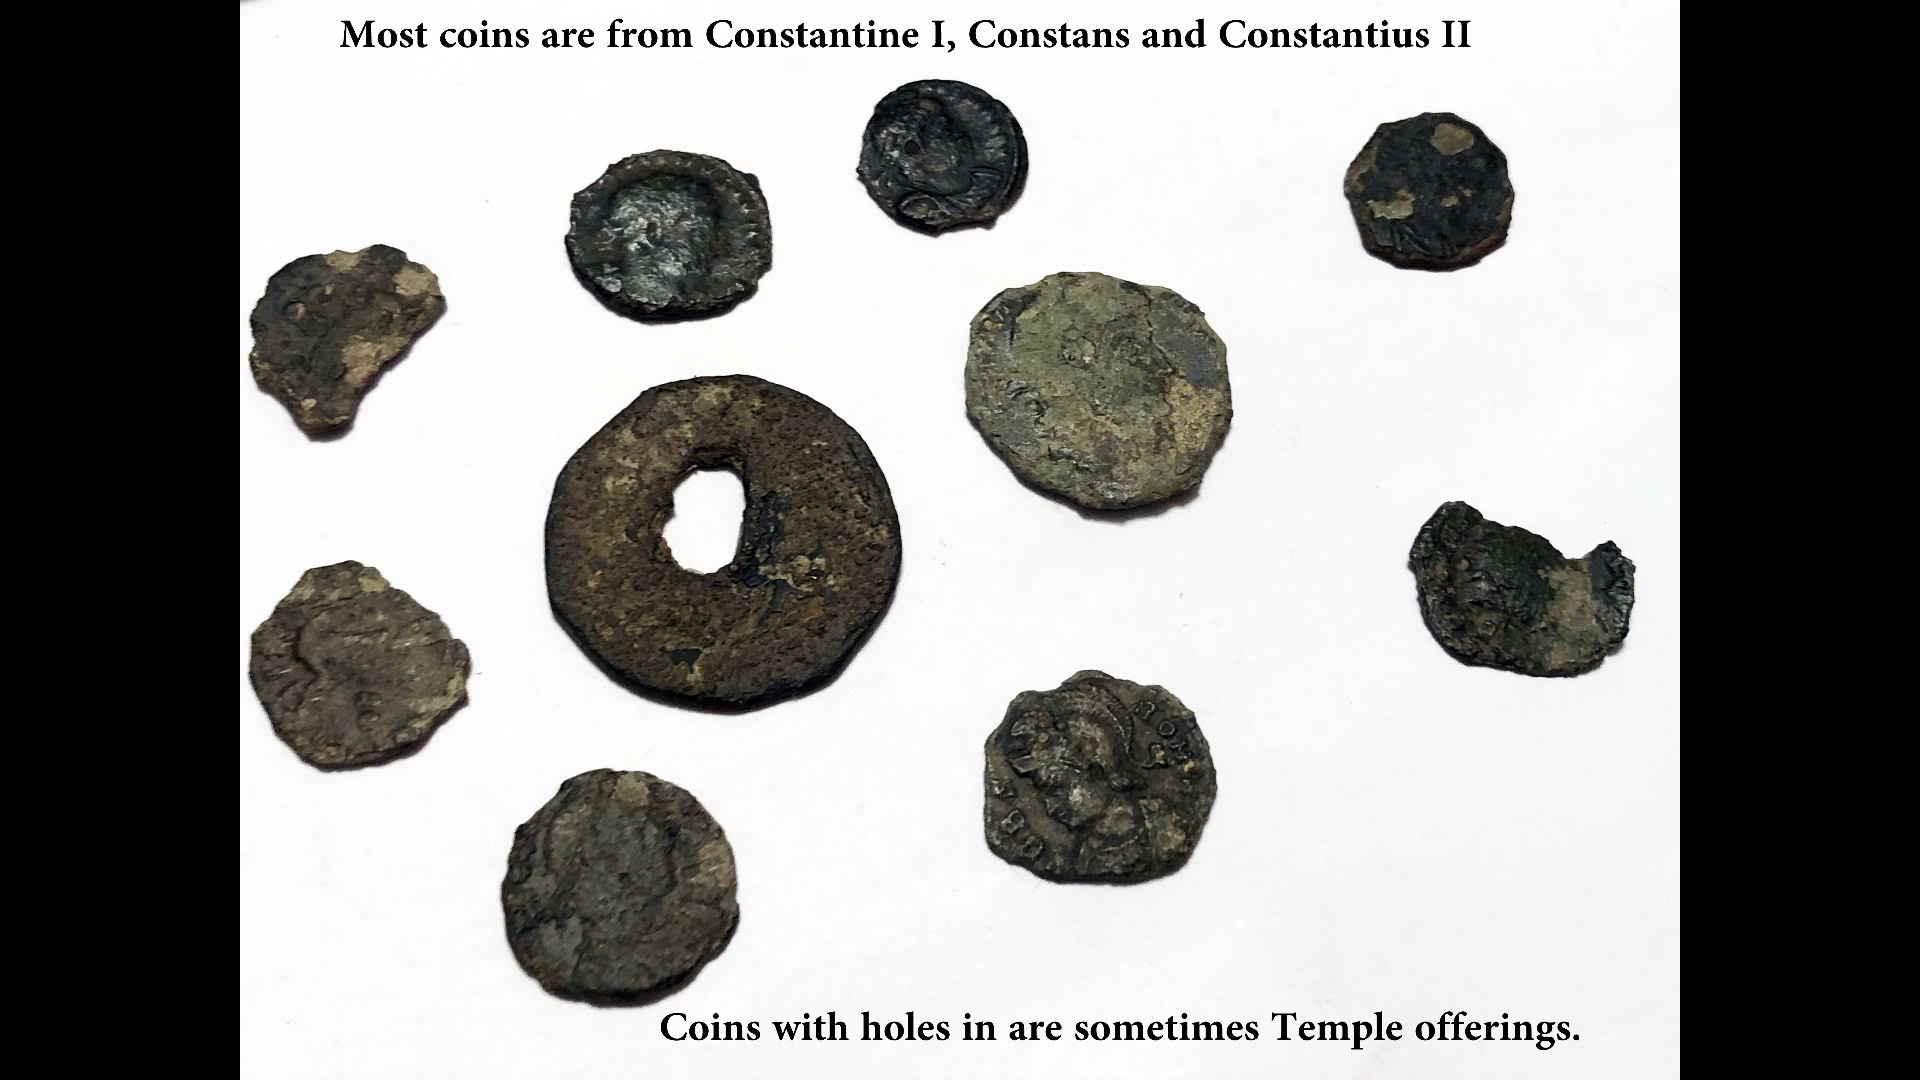 Most coins are from Constantine I, Constans and Constantius II
Coins with holes in are sometimes Temple offerings.